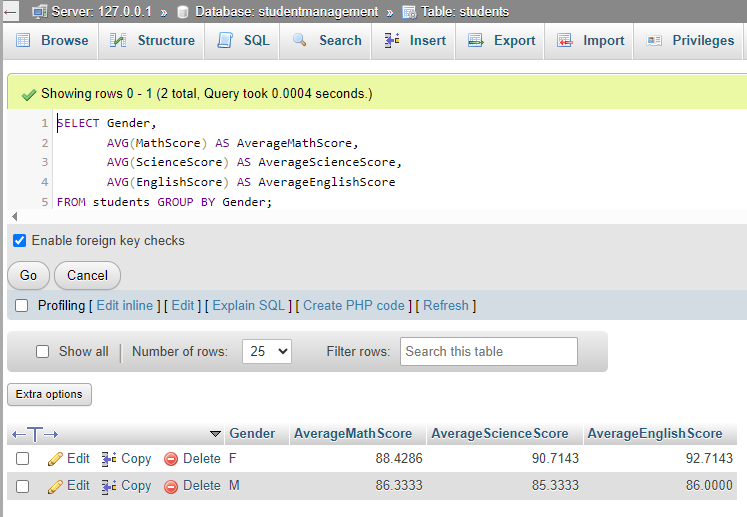 Server: 127.0.0.1 » Database: studentmanagement » Table: students
Browse Structure SQL Search Insert Export Import Privileges
Showing rows 0 - 1 (2 total, Query took 0.0004 seconds.)
1 SELECT Gender,
2 AVG(MathScore) AS AverageMathScore,
3 AVG(ScienceScore) AS AverageScienceScore,
4 AVG(EnglishScore) AS AverageEnglishScore
5 FROM students GROUP BY Gender;
Enable foreign key checks
Go Cancel
Profiling [ Edit inline ] [ Edit ] [ Explain SQL ] [ Create PHP code ] [ Refresh ]
Show all Number of rows: 25 Filter rows: Search this table
Extra options
Gender AverageMathScore AverageScienceScore AverageEnglishScore
Edit Copy Delete F 88.4286 90.7143 92.7143
Edit Copy Delete M 86.3333 85.3333 86.0000